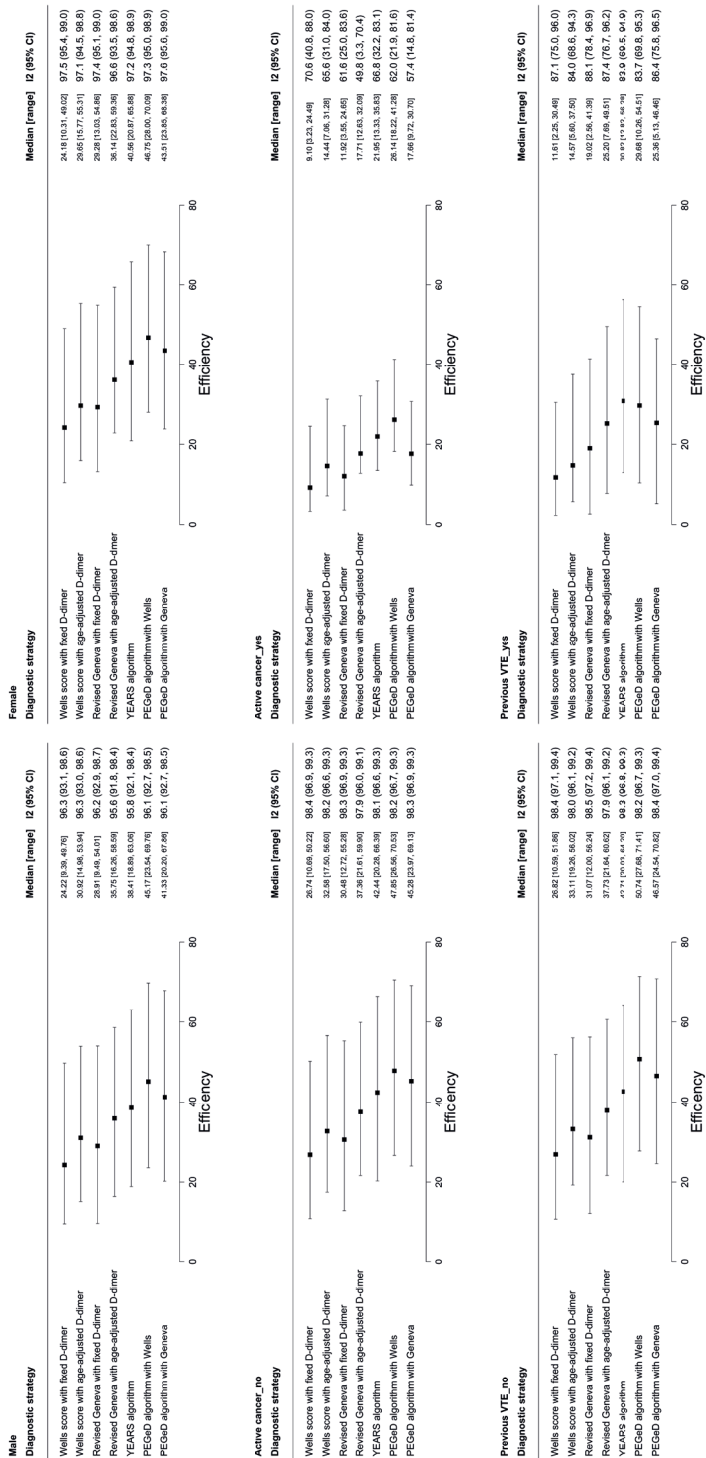 Male
Diagnostic strategy Median [range] I2 (95% CI)
Wells score with fixed D-dimer 24.22 [9.39, 49.76] 96.3 (93.1, 98.6)
Wells score with age-adjusted D-dimer 30.92 [14.98, 53.94] 96.3 (93.0, 98.6)
Revised Geneva with fixed D-dimer 28.91 [9.49, 54.01] 96.2 (92.9, 98.7)
Revised Geneva with age-adjusted D-dimer 35.75 [16.26, 58.59] 95.6 (91.8, 98.4)
YEARS algorithm 38.41 [18.89, 63.06] 95.8 (92.1, 98.4)
PEGeD algorithm with Wells 45.17 [23.54, 69.76] 96.1 (92.7, 98.5)
PEGeD algorithm with Geneva 41.33 [20.20, 67.86] 96.1 (92.7, 98.5)
0 20 40 60 80
Efficency
Female
Diagnostic strategy Median [range] I2 (95% CI)
Wells score with fixed D-dimer 24.18 [10.31, 49.02] 97.5 (95.4, 99.0)
Wells score with age-adjusted D-dimer 29.65 [15.77, 55.31] 97.1 (94.5, 98.8)
Revised Geneva with fixed D-dimer 29.28 [13.03, 54.86] 97.4 (95.1, 99.0)
Revised Geneva with age-adjusted D-dimer 36.14 [22.83, 59.36] 96.6 (93.5, 98.6)
YEARS algorithm 40.56 [20.87, 65.88] 97.2 (94.8, 98.9)
PEGeD algorithm with Wells 46.75 [28.00, 70.09] 97.3 (95.0, 98.9)
PEGeD algorithm with Geneva 43.51 [23.85, 68.38] 97.6 (95.6, 99.0)
0 20 40 60 80
Efficiency
Active cancer_no
Diagnostic strategy Median [range] I2 (95% CI)
Wells score with fixed D-dimer 26.74 [10.69, 50.22] 98.4 (96.9, 99.3)
Wells score with age-adjusted D-dimer 32.58 [17.50, 56.60] 98.2 (96.6, 99.3)
Revised Geneva with fixed D-dimer 30.48 [12.72, 55.28] 98.3 (96.9, 99.3)
Revised Geneva with age-adjusted D-dimer 37.36 [21.61, 59.90] 97.9 (96.0, 99.1)
YEARS algorithm 42.44 [20.28, 66.39] 98.1 (96.6, 99.3)
PEGeD algorithm with Wells 47.85 [26.56, 70.53] 98.2 (96.7, 99.3)
PEGeD algorithm with Geneva 45.28 [23.97, 69.13] 98.3 (96.9, 99.3)
0 20 40 60 80
Efficiency
Active cancer_yes
Diagnostic strategy Median [range] I2 (95% CI)
Wells score with fixed D-dimer 9.10 [3.23, 24.49] 70.6 (40.8, 88.0)
Wells score with age-adjusted D-dimer 14.44 [7.06, 31.28] 65.6 (31.0, 84.0)
Revised Geneva with fixed D-dimer 11.92 [3.55, 24.65] 61.6 (25.0, 83.6)
Revised Geneva with age-adjusted D-dimer 17.71 [12.63, 32.09] 49.8 (3.3, 70.4)
YEARS algorithm 21.95 [13.33, 35.83] 66.8 (32.2, 83.1)
PEGeD algorithm with Wells 26.14 [18.22, 41.28] 62.0 (21.9, 81.6)
PEGeD algorithm with Geneva 17.66 [9.72, 30.70] 57.4 (14.8, 81.4)
0 20 40 60 80
Efficiency
Previous VTE_no
Diagnostic strategy Median [range] I2 (95% CI)
Wells score with fixed D-dimer 26.82 [10.59, 51.86] 98.4 (97.1, 99.4)
Wells score with age-adjusted D-dimer 33.11 [19.26, 56.02] 98.0 (96.1, 99.2)
Revised Geneva with fixed D-dimer 31.07 [12.00, 56.24] 98.5 (97.2, 99.4)
Revised Geneva with age-adjusted D-dimer 37.73 [21.64, 60.62] 97.9 (96.1, 99.2)
YEARS algorithm 98.3 (96.8, 99.3)
PEGeD algorithm with Wells 50.74 [27.68, 71.41] 98.2 (96.7, 99.3)
PEGeD algorithm with Geneva 46.57 [24.54, 70.82] 98.4 (97.0, 99.4)
0 20 40 60 80
Efficiency
Previous VTE_yes
Diagnostic strategy Median [range] I2 (95% CI)
Wells score with fixed D-dimer 11.61 [2.25, 30.49] 87.1 (75.0, 96.0)
Wells score with age-adjusted D-dimer 14.57 [5.60, 37.50] 84.0 (68.6, 94.3)
Revised Geneva with fixed D-dimer 19.02 [2.56, 41.39] 88.1 (78.4, 96.9)
Revised Geneva with age-adjusted D-dimer 25.20 [7.69, 49.51] 87.4 (76.7, 96.2)
YEARS algorithm 83.9 (69.5, 94.9)
PEGeD algorithm with Wells 29.68 [10.26, 54.51] 83.7 (69.8, 95.3)
PEGeD algorithm with Geneva 25.36 [5.13, 46.46] 86.4 (75.8, 96.5)
0 20 40 60 80
Efficiency